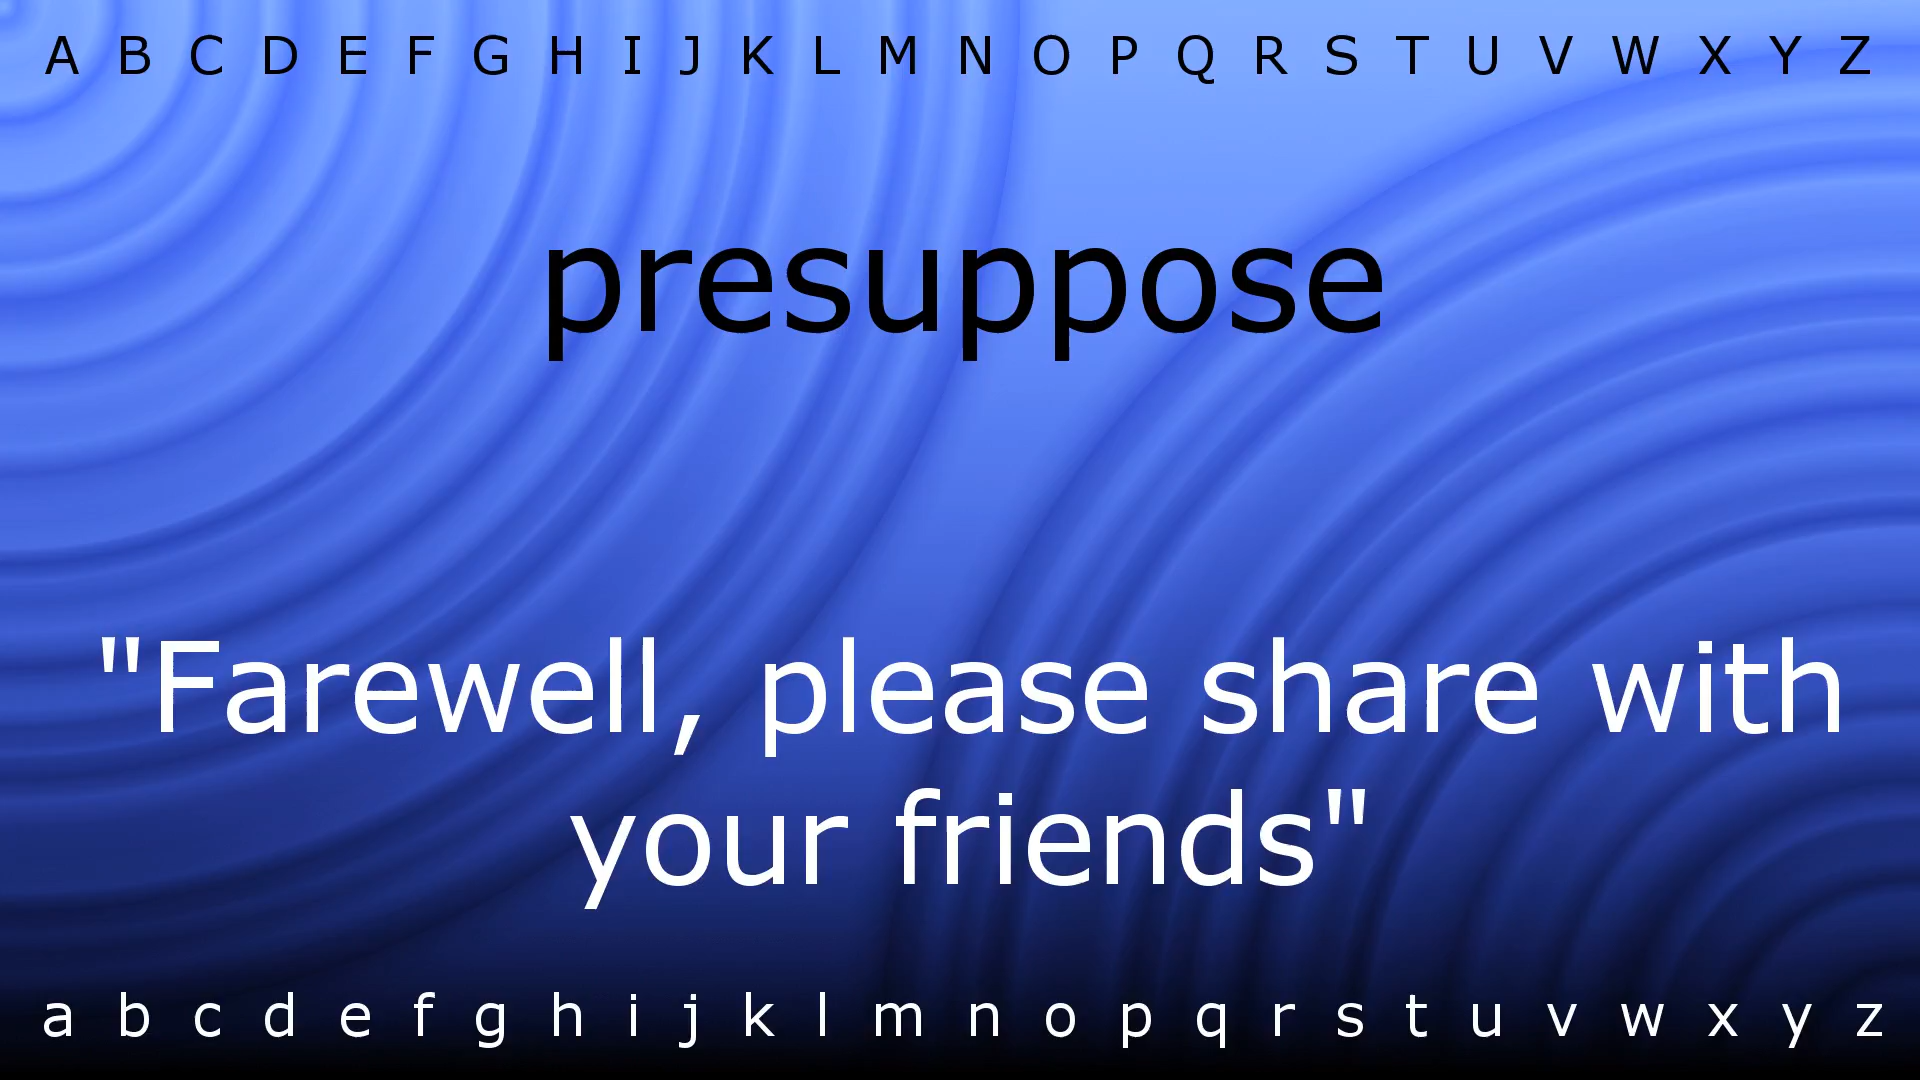 A B C D E F G H I J K L M N O P Q R S T U V W X Y Z
presuppose
"Farewell, please share with
your friends"
a b c d e f g h i j k l m n o p q r s t u v w x y z